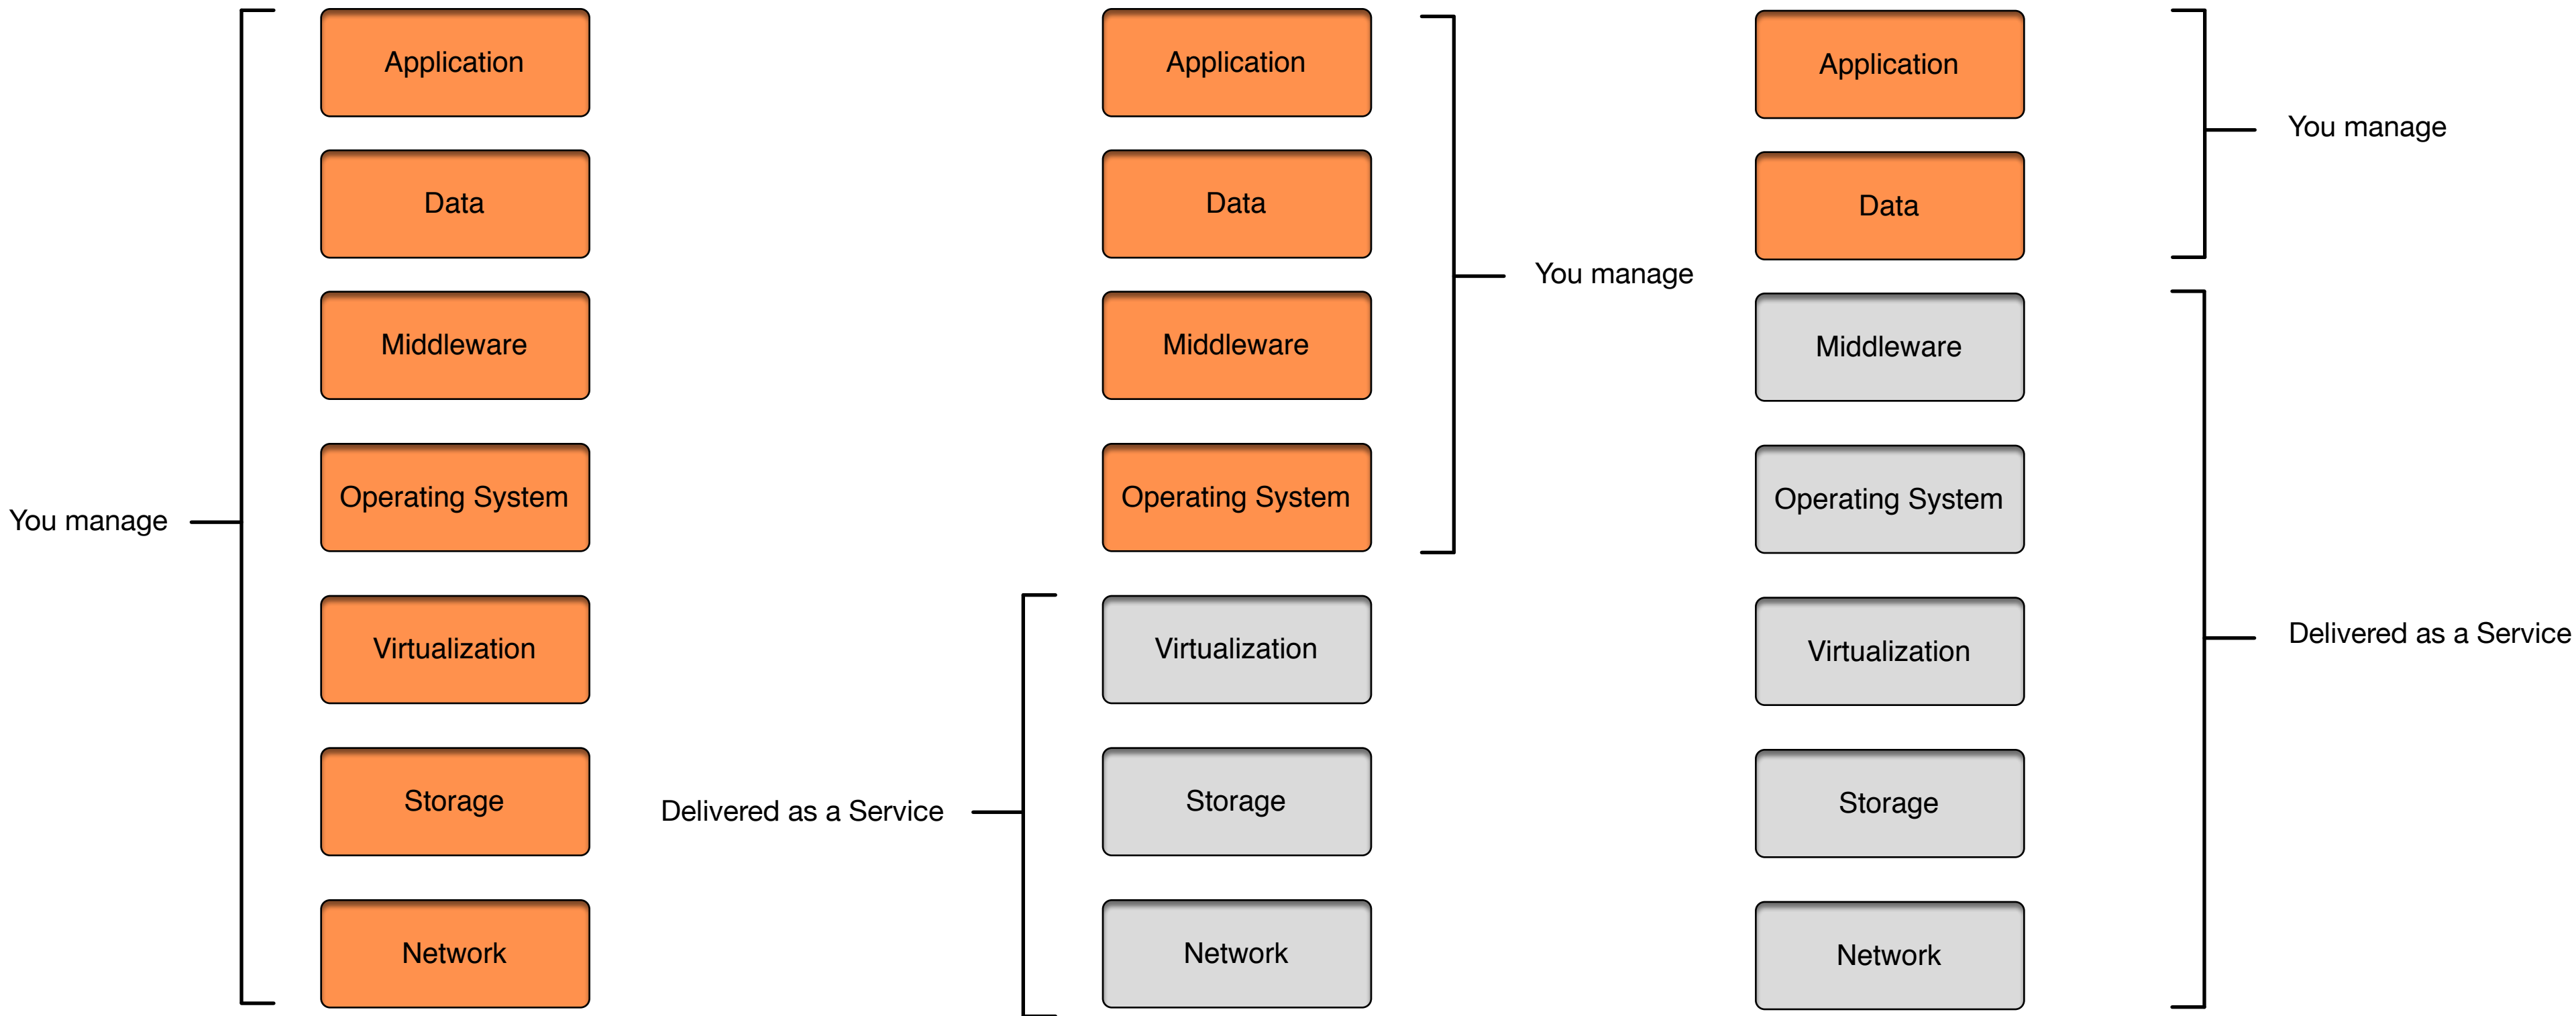 You manage
Application
Data
Middleware
Operating System
Virtualization
Storage
Network
Delivered as a Service
Application
Data
Middleware
Operating System
Virtualization
Storage
Network
You manage
Application
Data
Middleware
Operating System
Virtualization
Storage
Network
You manage
Delivered as a Service